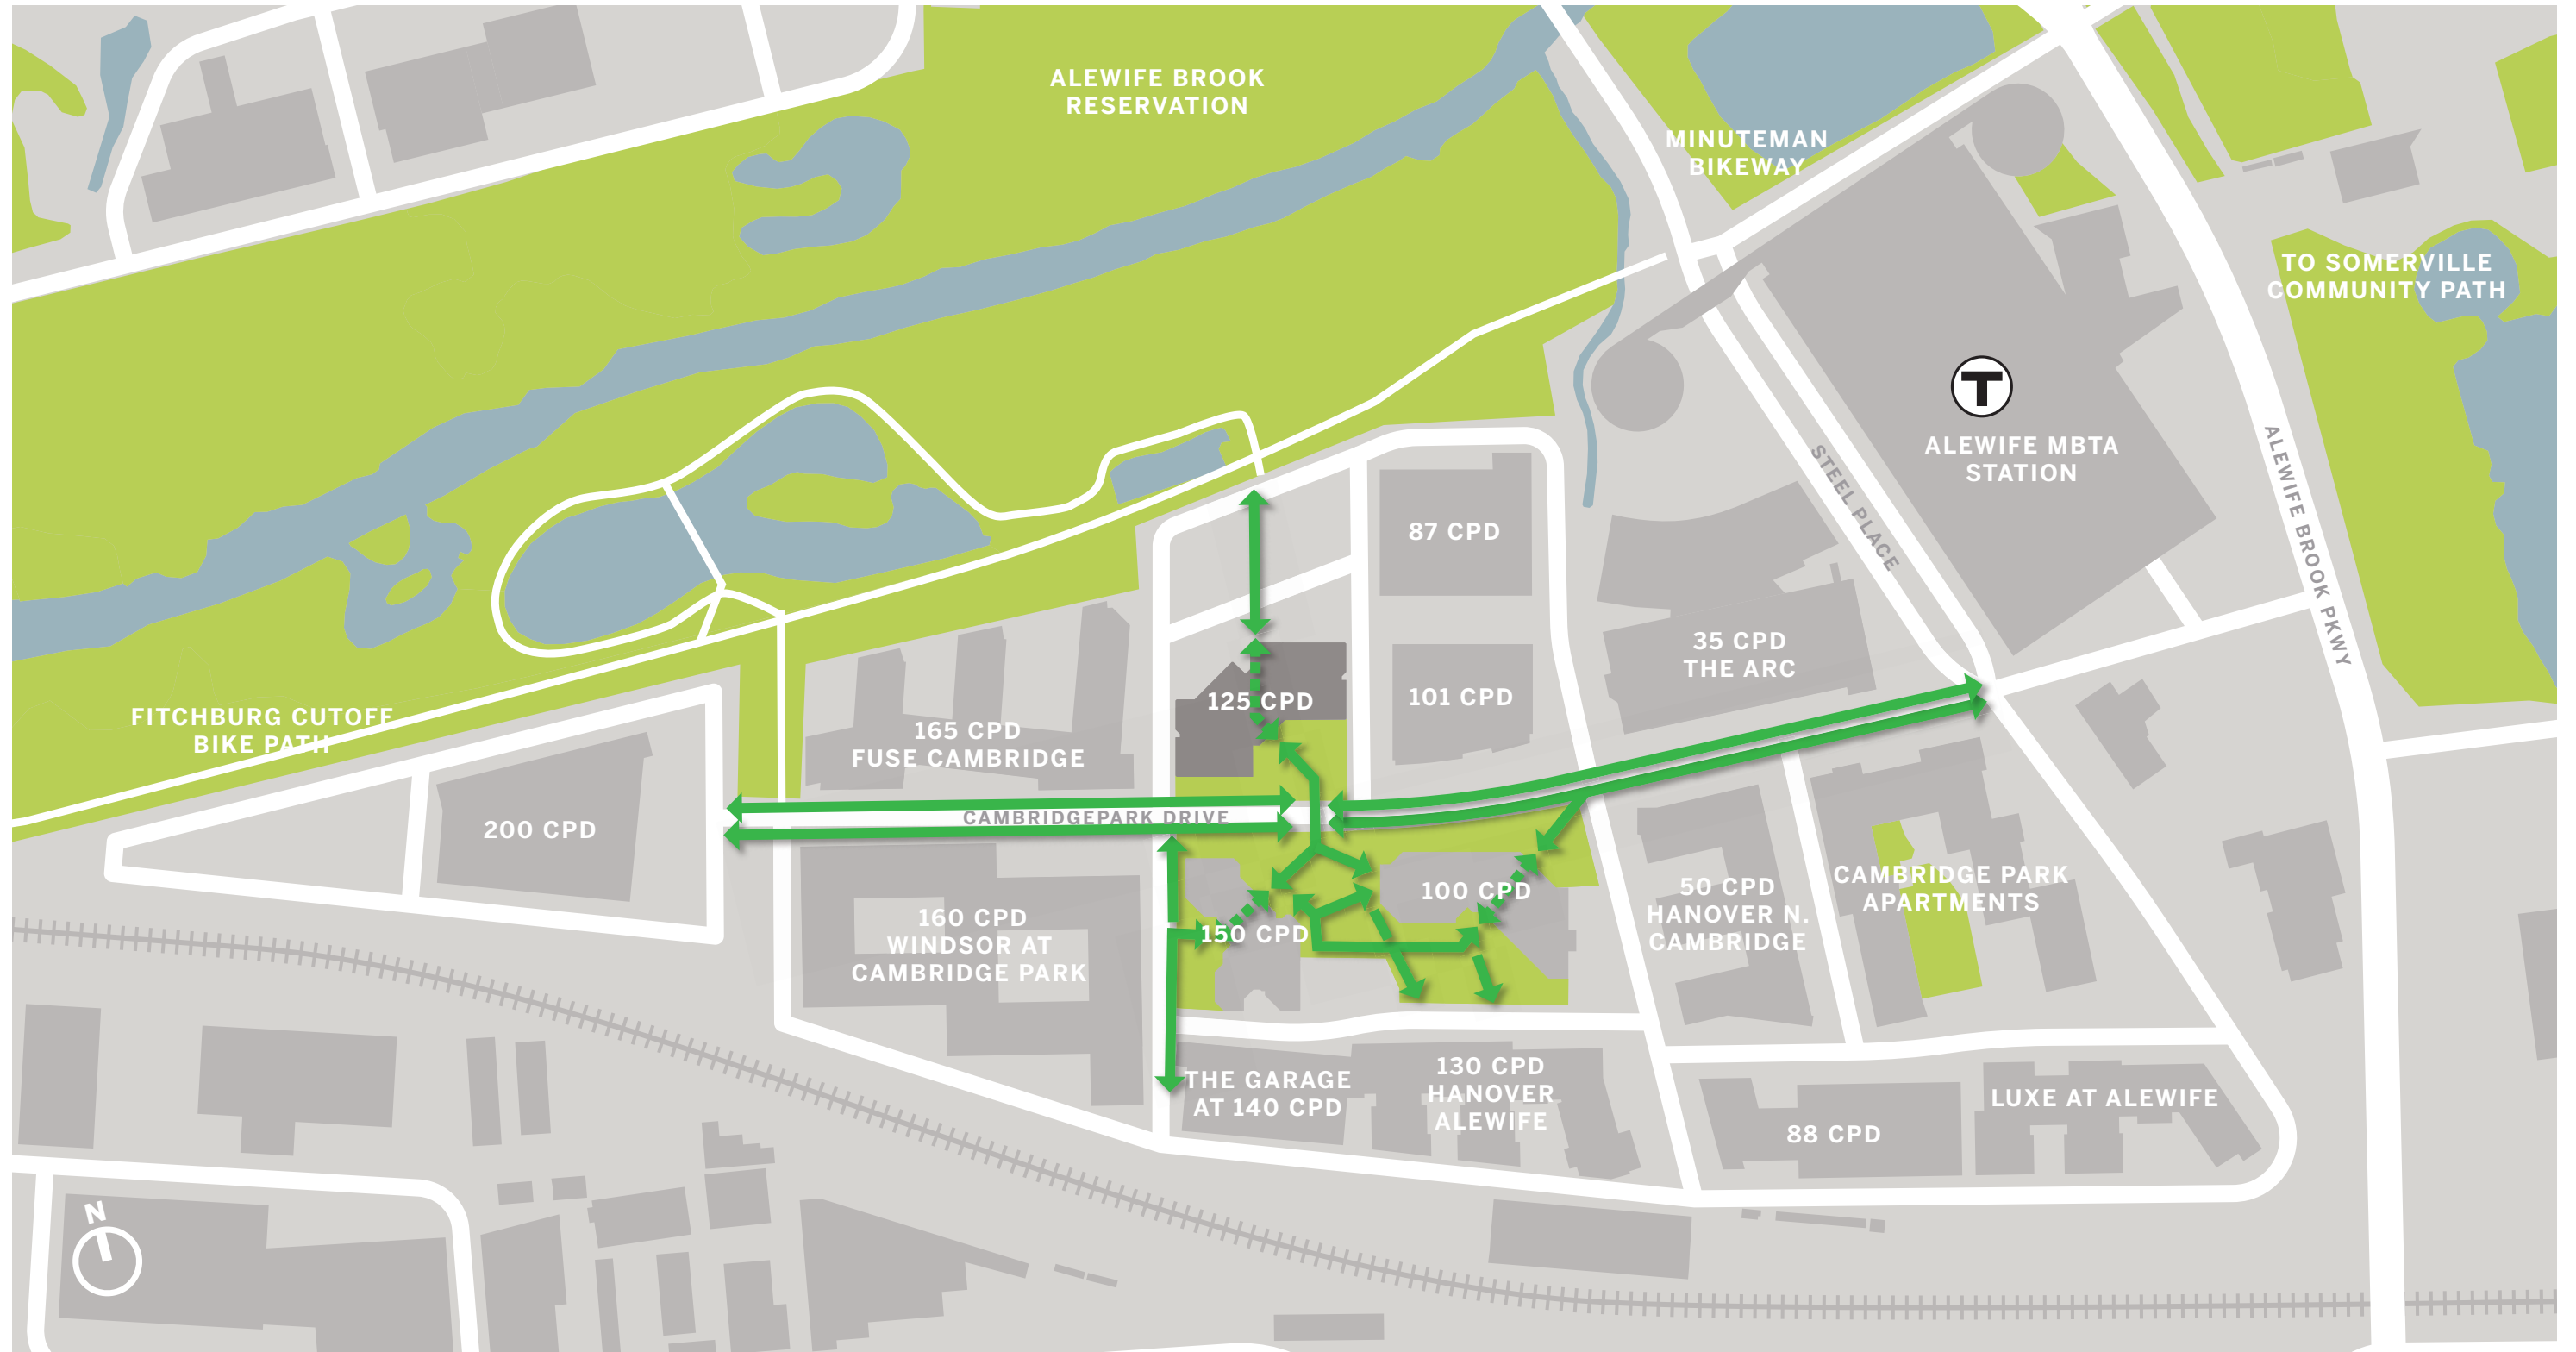 ALEWIFE BROOK
RESERVATION
MINUTEMAN
BIKEWAY
TO SOMERVILLE
COMMUNITY PATH
T
ALEWIFE MBTA
STATION
STEEL PLACE
ALEWIFE BROOK PKWY
87 CPD
35 CPD
THE ARC
125 CPD
101 CPD
FITCHBURG CUTOFF
BIKE PATH
165 CPD
FUSE CAMBRIDGE
200 CPD
CAMBRIDGEPARK DRIVE
160 CPD
WINDSOR AT
CAMBRIDGE PARK
150 CPD
100 CPD
50 CPD
HANOVER N.
CAMBRIDGE
CAMBRIDGE PARK
APARTMENTS
THE GARAGE
AT 140 CPD
130 CPD
HANOVER
ALEWIFE
88 CPD
LUXE AT ALEWIFE
N